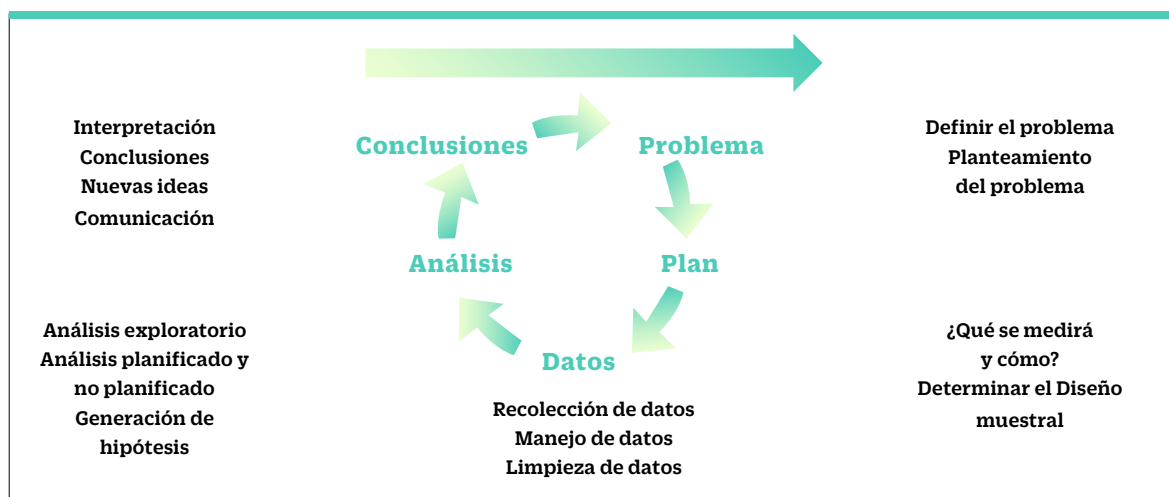 Interpretación
Conclusiones
Nuevas ideas
Comunicación
Conclusiones
Problema
Definir el problema
Planteamiento
del problema
Análisis
Plan
Análisis exploratorio
Análisis planificado y
no planificado
Generación de
hipótesis
Datos
Recolección de datos
Manejo de datos
Limpieza de datos
¿Qué se medirá
y cómo?
Determinar el Diseño
muestral